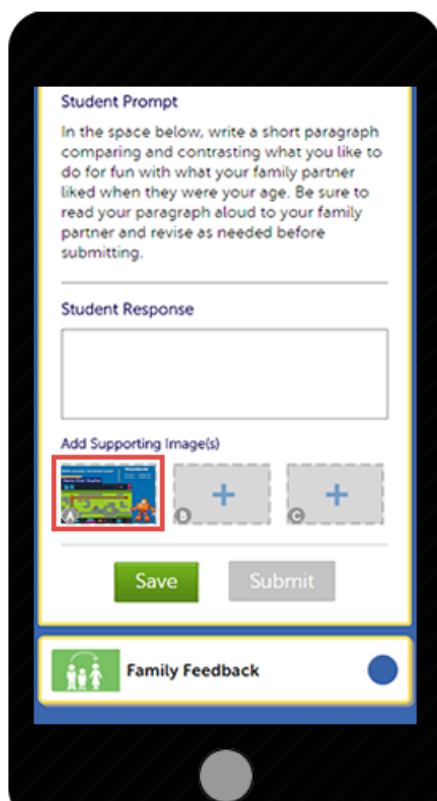 Student Prompt
In the space below, write a short paragraph
comparing and contrasting what you like to
do for fun with what your family partner
liked when they were your age. Be sure to
read your paragraph aloud to your family
partner and revise as needed before
submitting.
Student Response
Add Supporting Image(s)
A
B
C
Save
Submit
Family Feedback